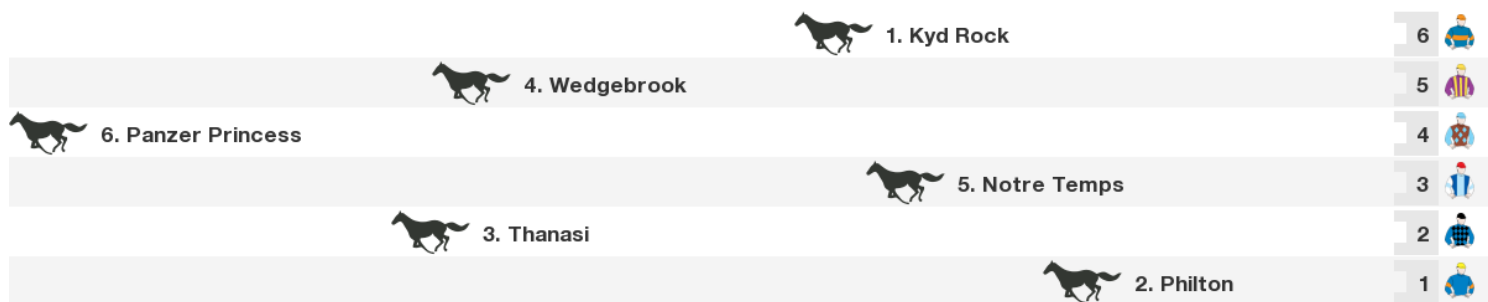 1. Kyd Rock 6
4. Wedgebrook 5
6. Panzer Princess 4
5. Notre Temps 3
3. Thanasi 2
2. Philton 1